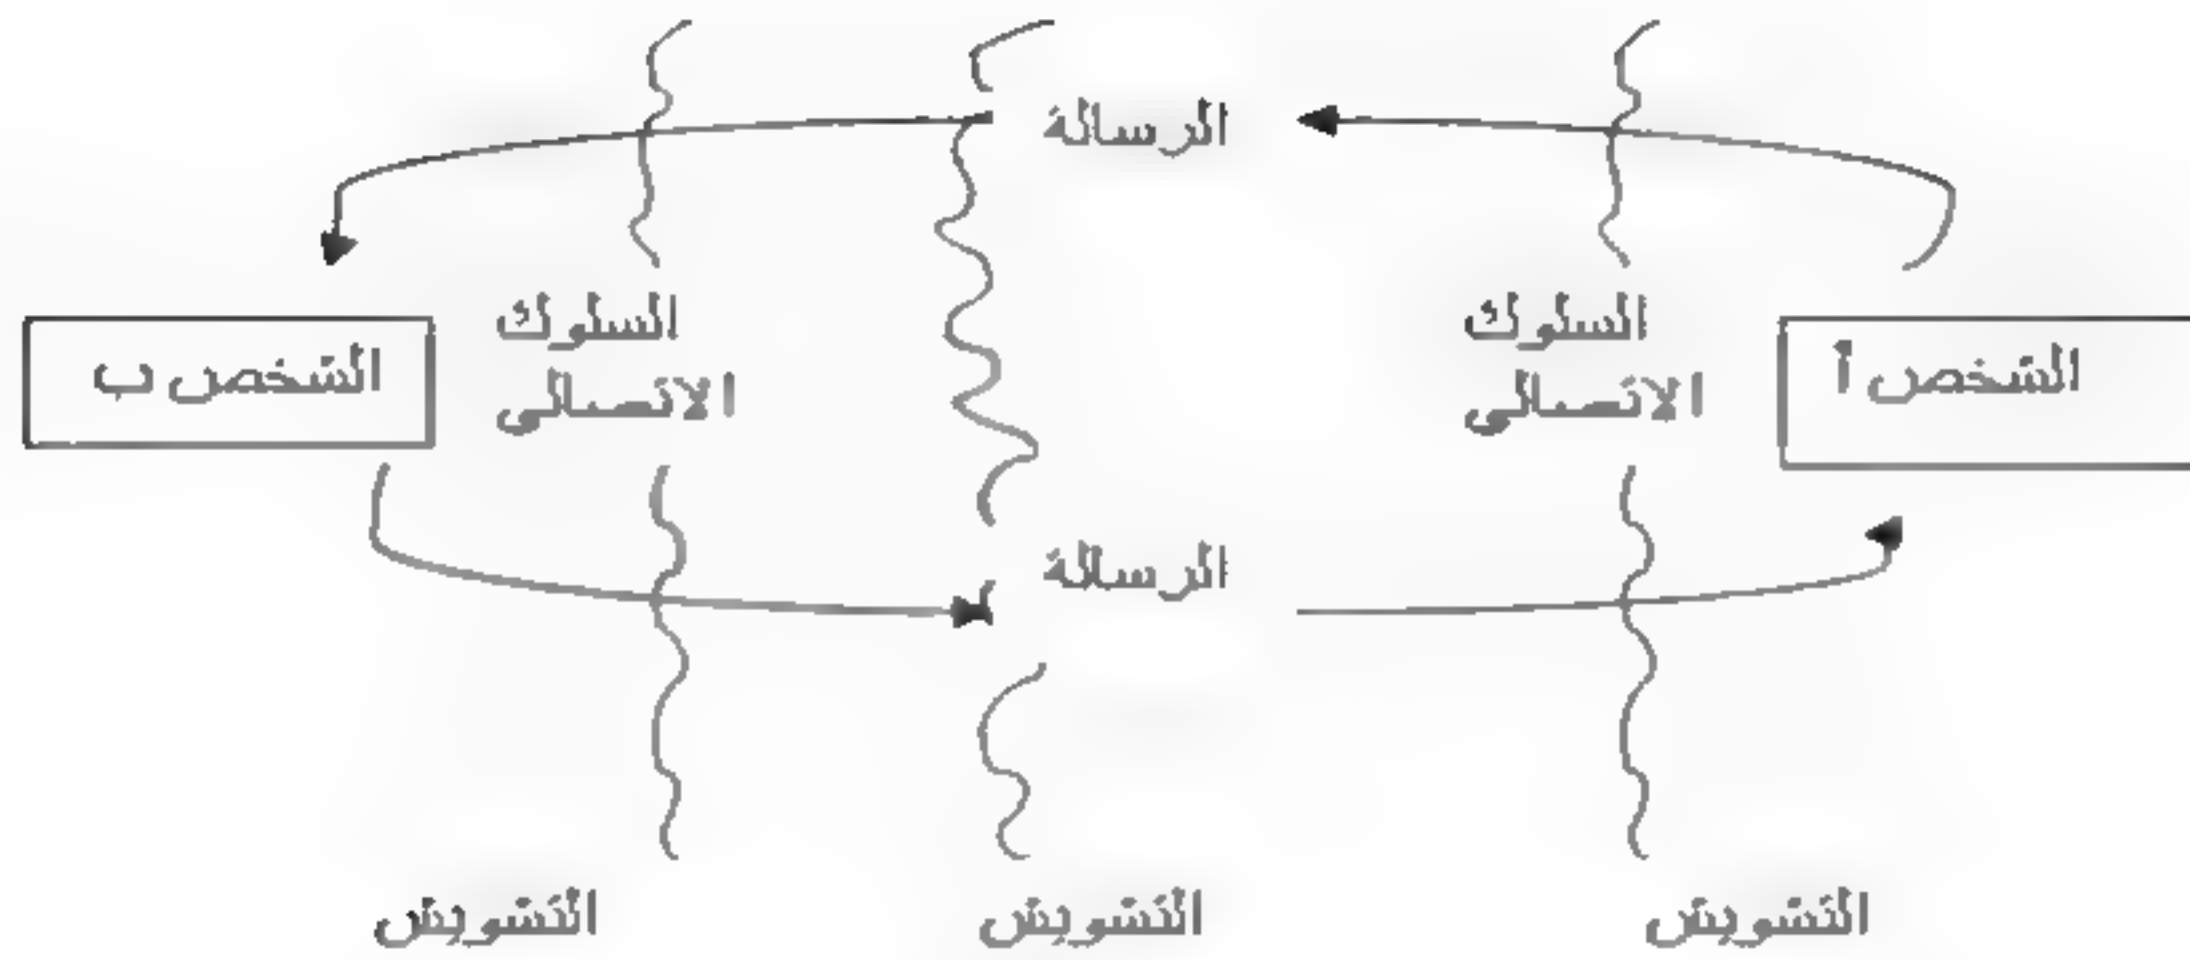 الرسالة
الشخص أ
السلوك
الاتصالى
السلوك
الاتصالى
الشخص ب
الرسالة
التشويش
التشويش
التشويش